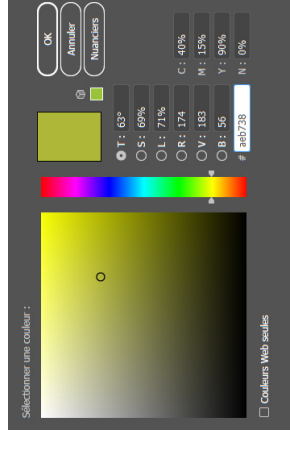 Sélectionner une couleur :
OK
Annuler
Nuanciers
T : 63°
S : 69%
L : 71%
R : 174
V : 183
B : 56
# aeb738
C : 40%
M : 15%
Y : 90%
N : 0%
Couleurs Web seules